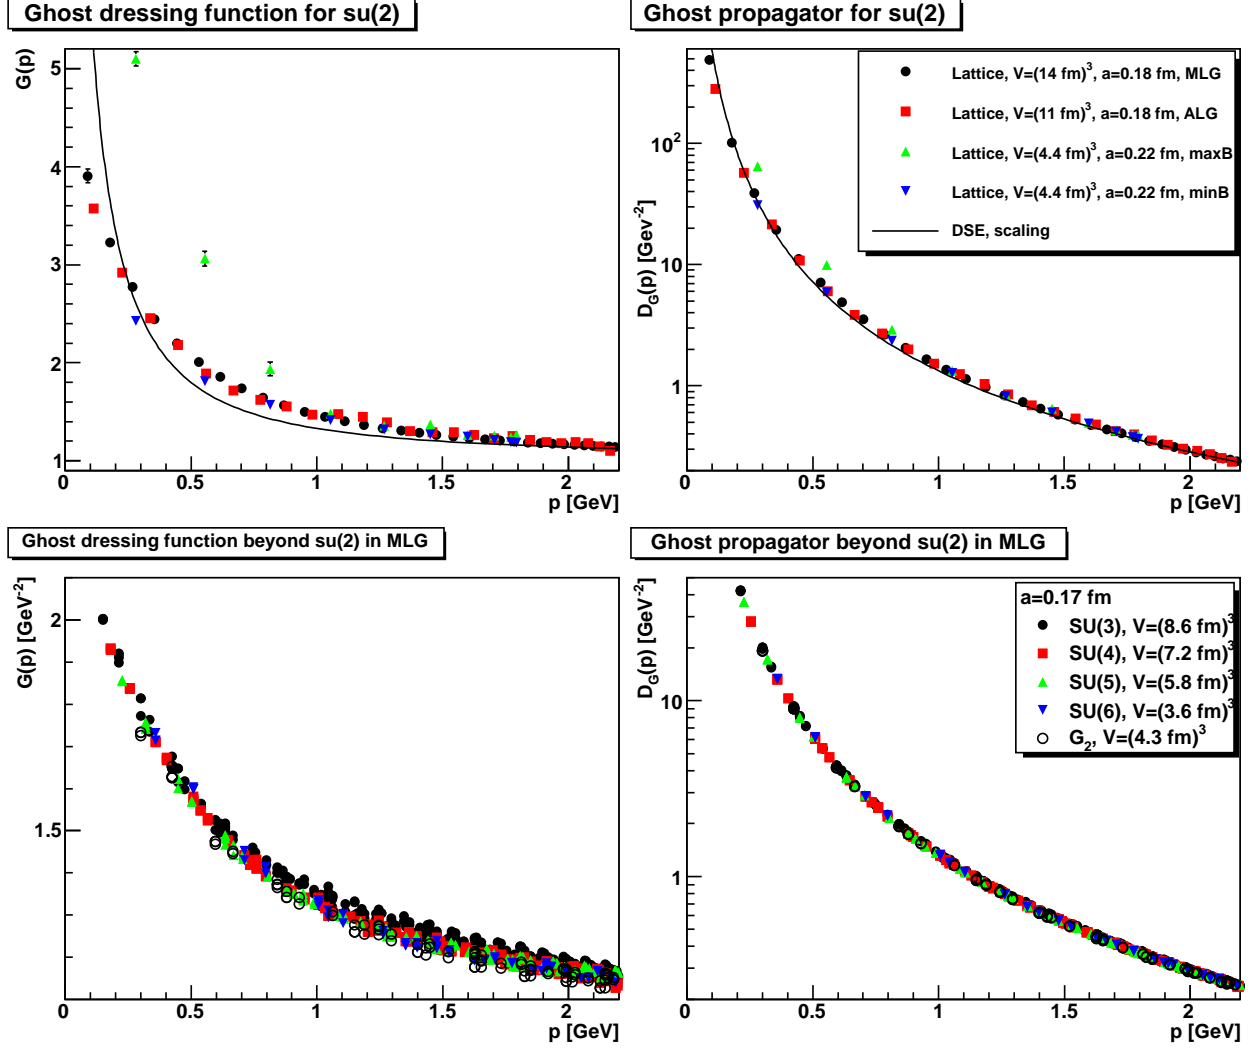 Ghost dressing function for su(2)
G(p)
5
4
3
2
1
0
0.5
1
1.5
2
p [GeV]
Ghost propagator for su(2)
D_G(p) [GeV^-2]
10^2
10
1
0
0.5
1
1.5
2
p [GeV]
Lattice, V=(14 fm)^3, a=0.18 fm, MLG
Lattice, V=(11 fm)^3, a=0.18 fm, ALG
Lattice, V=(4.4 fm)^3, a=0.22 fm, maxB
Lattice, V=(4.4 fm)^3, a=0.22 fm, minB
DSE, scaling
Ghost dressing function beyond su(2) in MLG
G(p) [GeV^-2]
2
1.5
0
0.5
1
1.5
2
p [GeV]
Ghost propagator beyond su(2) in MLG
D_G(p) [GeV^-2]
10
1
0
0.5
1
1.5
2
p [GeV]
a=0.17 fm
SU(3), V=(8.6 fm)^3
SU(4), V=(7.2 fm)^3
SU(5), V=(5.8 fm)^3
SU(6), V=(3.6 fm)^3
G_2, V=(4.3 fm)^3